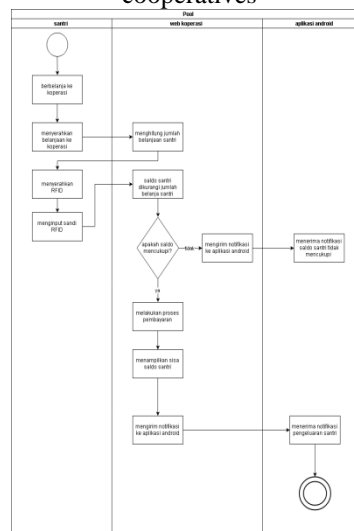 cooperatives
Pool
santri
web koperasi
aplikasi android
berbelanja ke
koperasi
menyerahkan
belanjaan ke
koperasi
menghitung jumlah
belanjaan santri
menyerahkan
RFID
saldo santri
dikurangi jumlah
belanja santri
menginput sandi
RFID
apakah saldo
mencukupi?
tidak
mengirim notifikasi
ke aplikasi android
menerima notifikasi
saldo santri tidak
mencukupi
ya
melakukan proses
pembayaran
menampilkan sisa
saldo santri
mengirim notifikasi
ke aplikasi android
menerima notifikasi
pengeluaran santri